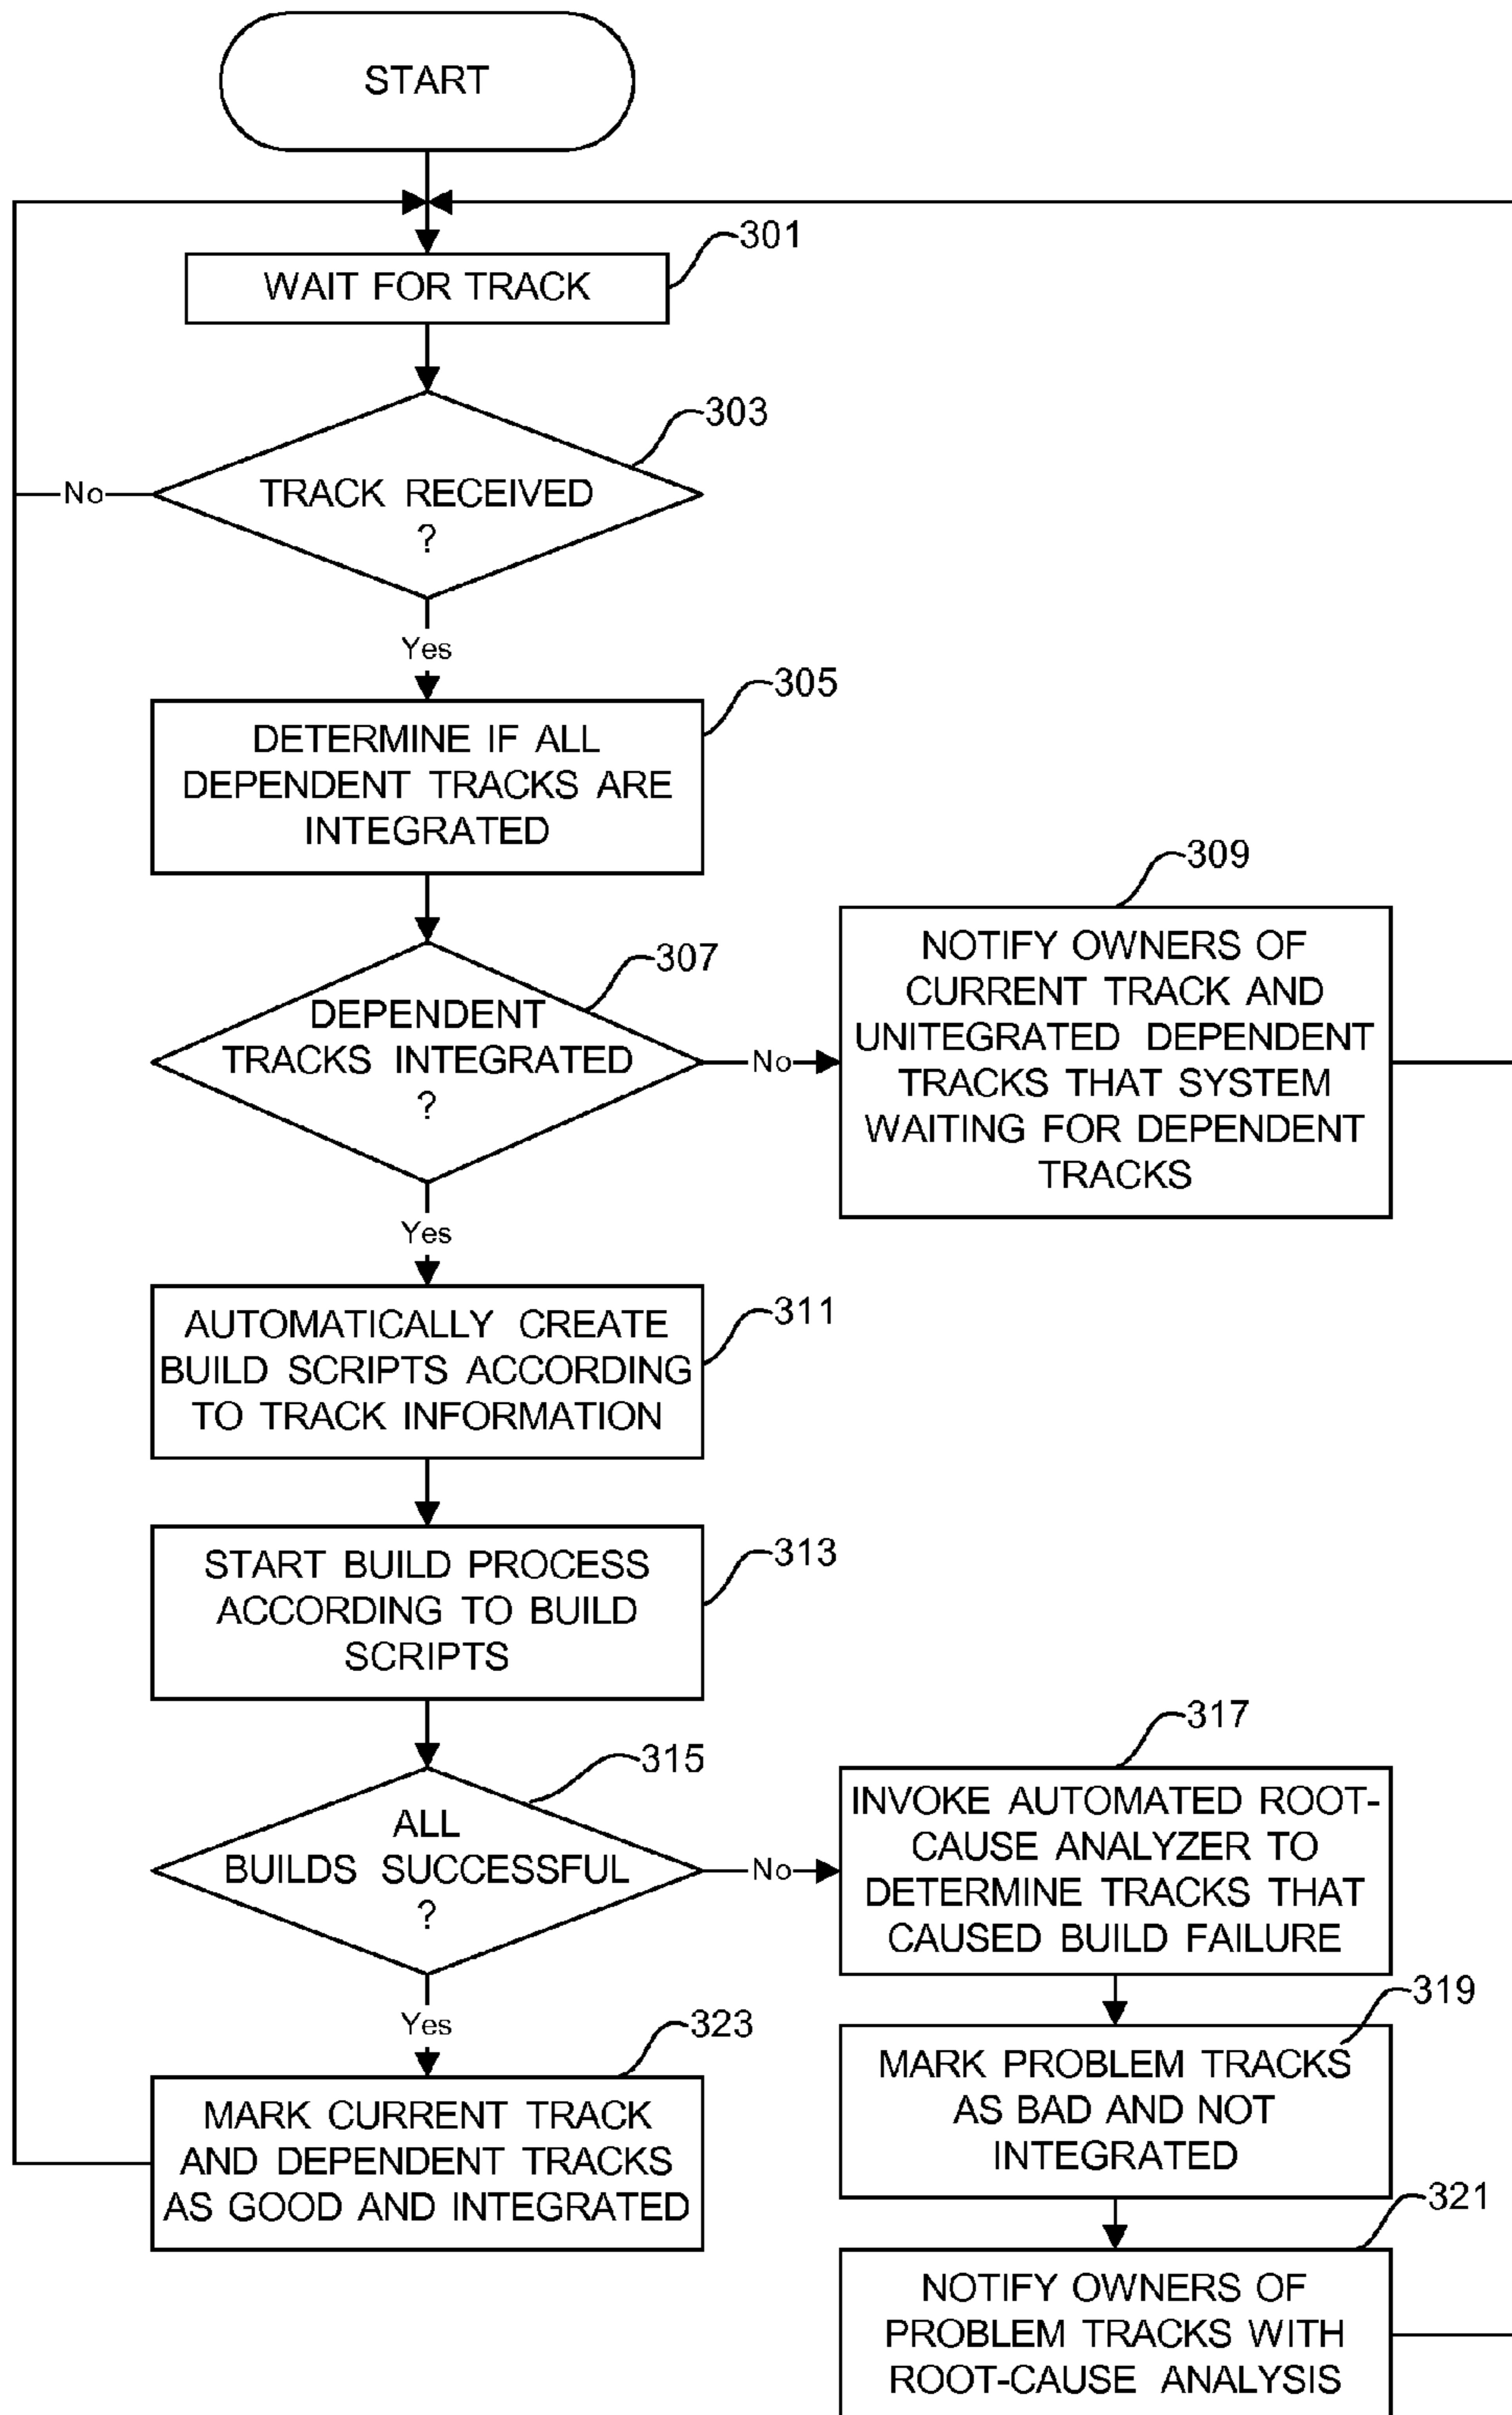 START
301
WAIT FOR TRACK
303
TRACK RECEIVED
?
No
Yes
305
DETERMINE IF ALL
DEPENDENT TRACKS ARE
INTEGRATED
307
DEPENDENT
TRACKS INTEGRATED
?
No
309
NOTIFY OWNERS OF
CURRENT TRACK AND
UNITEGRATED DEPENDENT
TRACKS THAT SYSTEM
WAITING FOR DEPENDENT
TRACKS
Yes
311
AUTOMATICALLY CREATE
BUILD SCRIPTS ACCORDING
TO TRACK INFORMATION
313
START BUILD PROCESS
ACCORDING TO BUILD
SCRIPTS
315
ALL
BUILDS SUCCESSFUL
?
No
317
INVOKE AUTOMATED ROOT-
CAUSE ANALYZER TO
DETERMINE TRACKS THAT
CAUSED BUILD FAILURE
319
MARK PROBLEM TRACKS
AS BAD AND NOT
INTEGRATED
321
NOTIFY OWNERS OF
PROBLEM TRACKS WITH
ROOT-CAUSE ANALYSIS
Yes
323
MARK CURRENT TRACK
AND DEPENDENT TRACKS
AS GOOD AND INTEGRATED